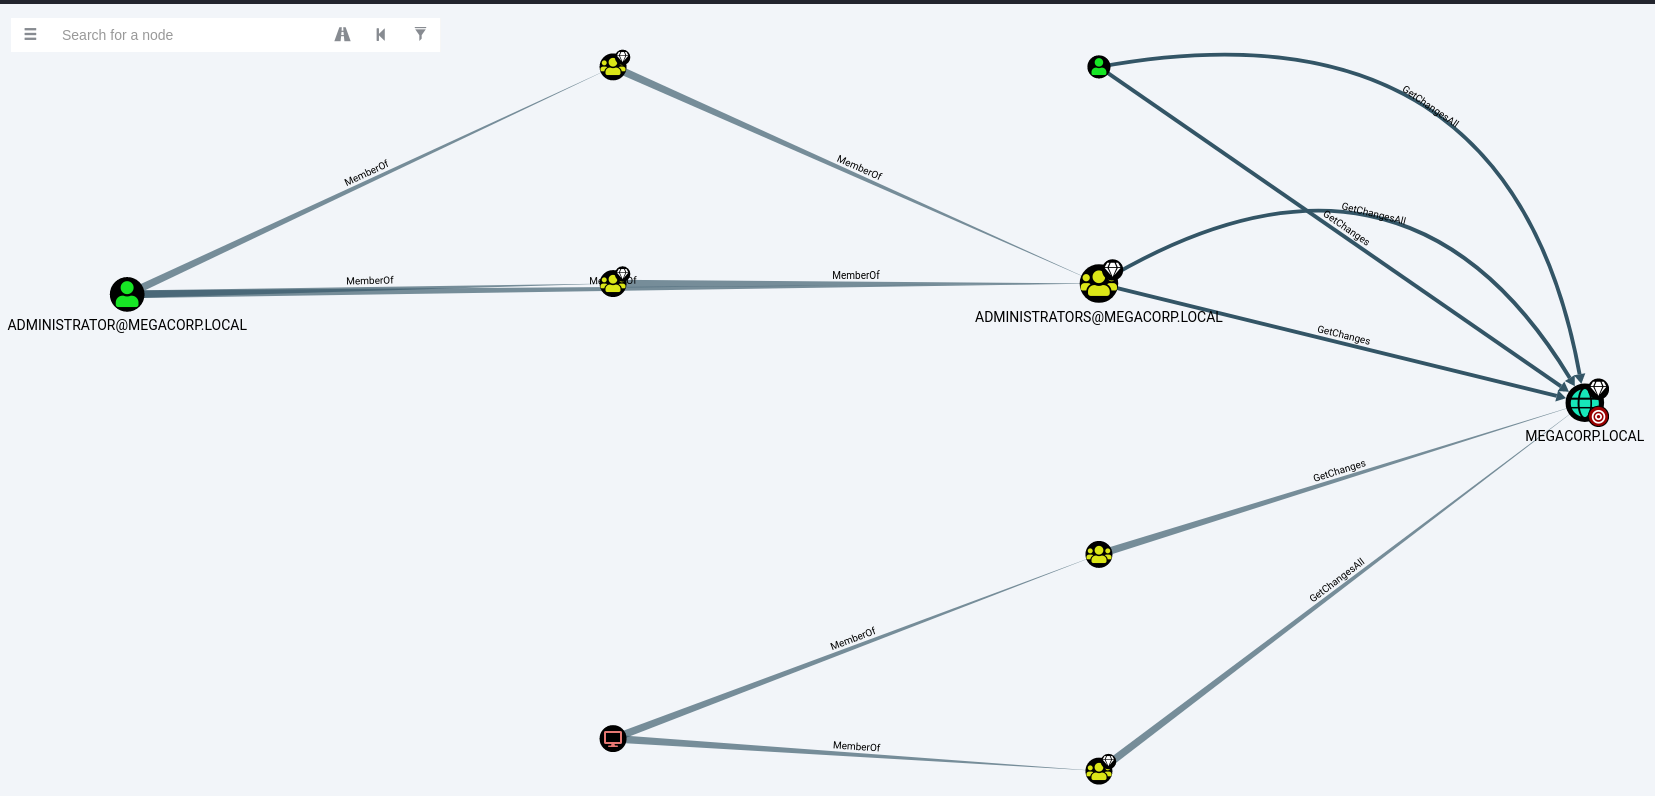 Search for a node
GetChangesAll
MemberOf
MemberOf
GetChangesAll
GetChanges
MemberOf
MemberOf
MemberOf
ADMINISTRATOR@MEGACORP.LOCAL
ADMINISTRATORS@MEGACORP.LOCAL
GetChanges
MEGACORP.LOCAL
GetChanges
GetChangesAll
MemberOf
MemberOf